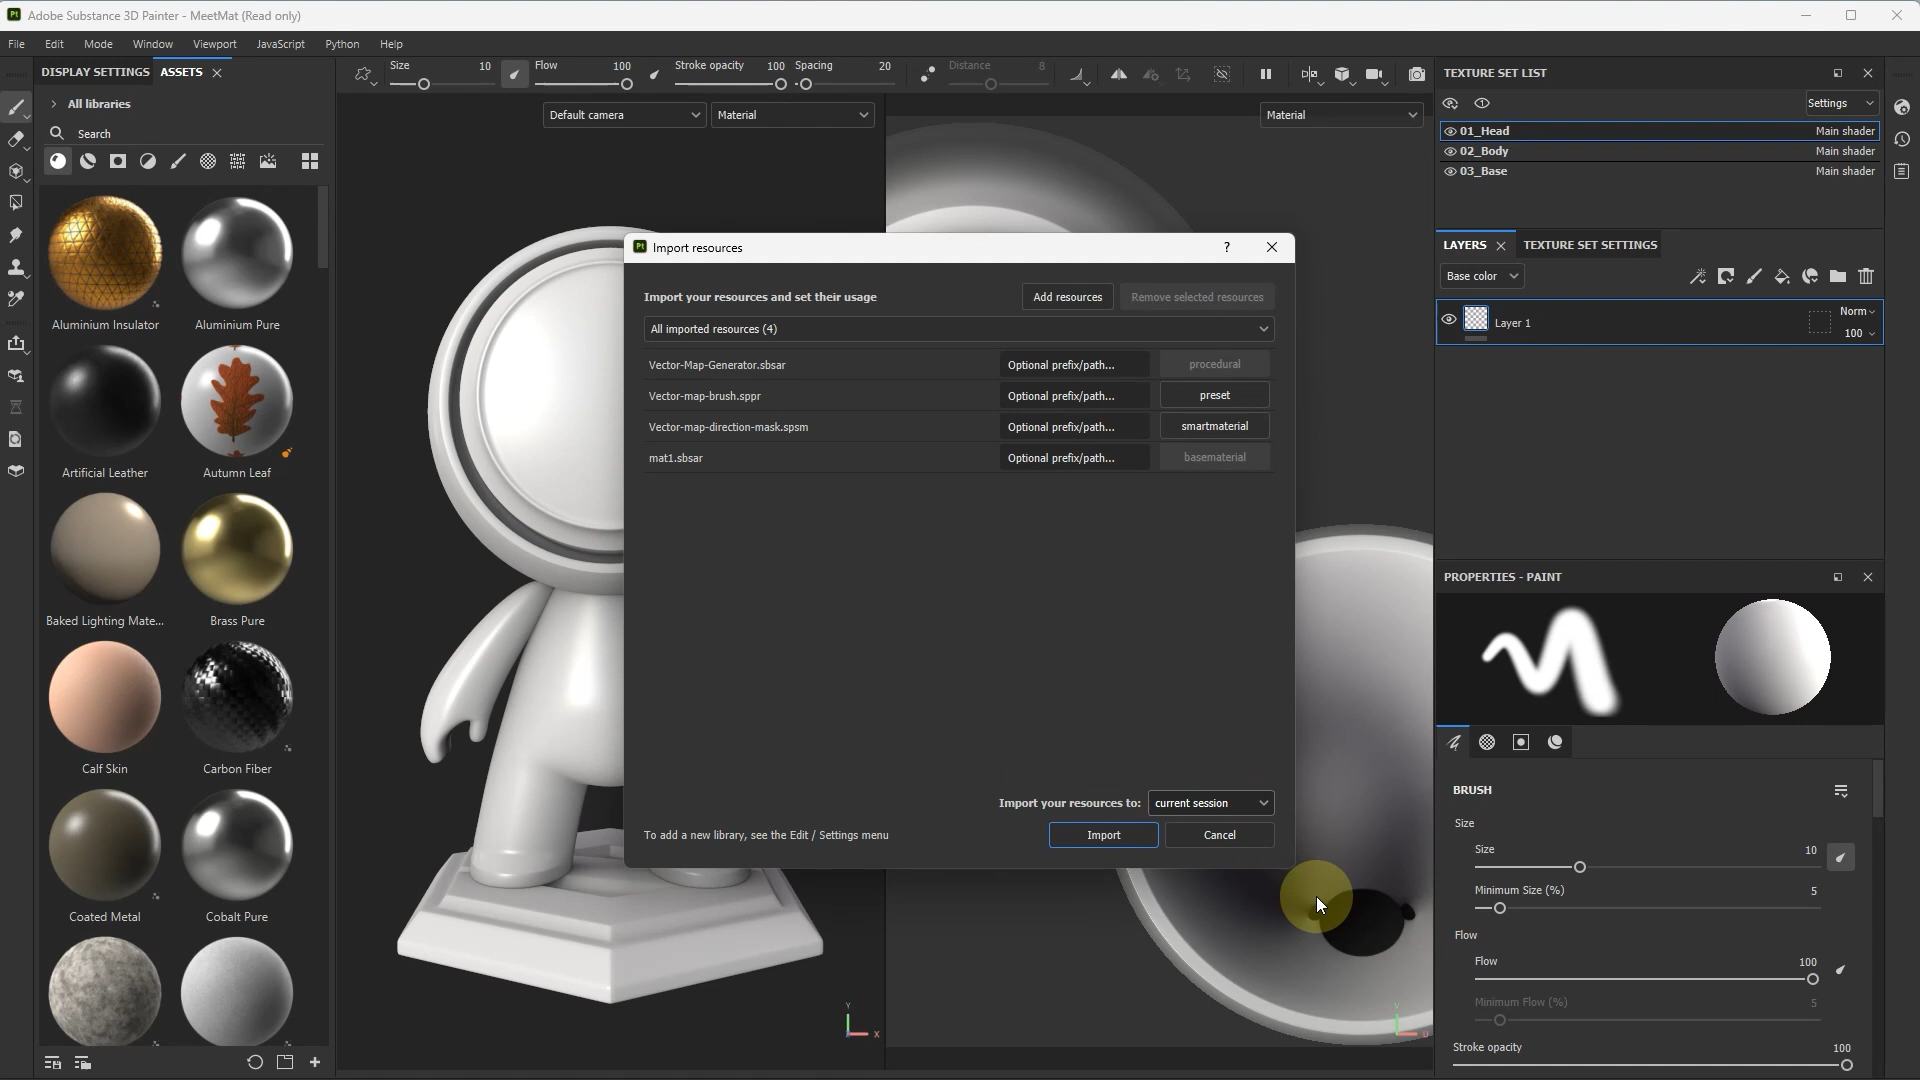 Adobe Substance 3D Painter - MeetMat (Read only)
File Edit Mode Window Viewport JavaScript Python Help
DISPLAY SETTINGS ASSETS
All libraries
Search
Aluminium Insulator Aluminium Pure
Artificial Leather Autumn Leaf
Baked Lighting Mate... Brass Pure
Calf Skin Carbon Fiber
Coated Metal Cobalt Pure
Size 10 Flow 100 Stroke opacity 100 Spacing 20 Distance 8
Default camera Material Material
Import resources
Import your resources and set their usage Add resources Remove selected resources
All imported resources (4)
Vector-Map-Generator.sbsar Optional prefix/path... procedural
Vector-map-brush.sppr Optional prefix/path... preset
Vector-map-direction-mask.spsm Optional prefix/path... smartmaterial
mat1.sbsar Optional prefix/path... basematerial
Import your resources to: current session
To add a new library, see the Edit / Settings menu Import Cancel
Y
X
U
TEXTURE SET LIST
Settings
01_Head Main shader
02_Body Main shader
03_Base Main shader
LAYERS TEXTURE SET SETTINGS
Base color
Layer 1 Norm
100
PROPERTIES - PAINT
BRUSH
Size
Size 10
Minimum Size (%) 5
Flow
Flow 100
Minimum Flow (%) 5
Stroke opacity 100